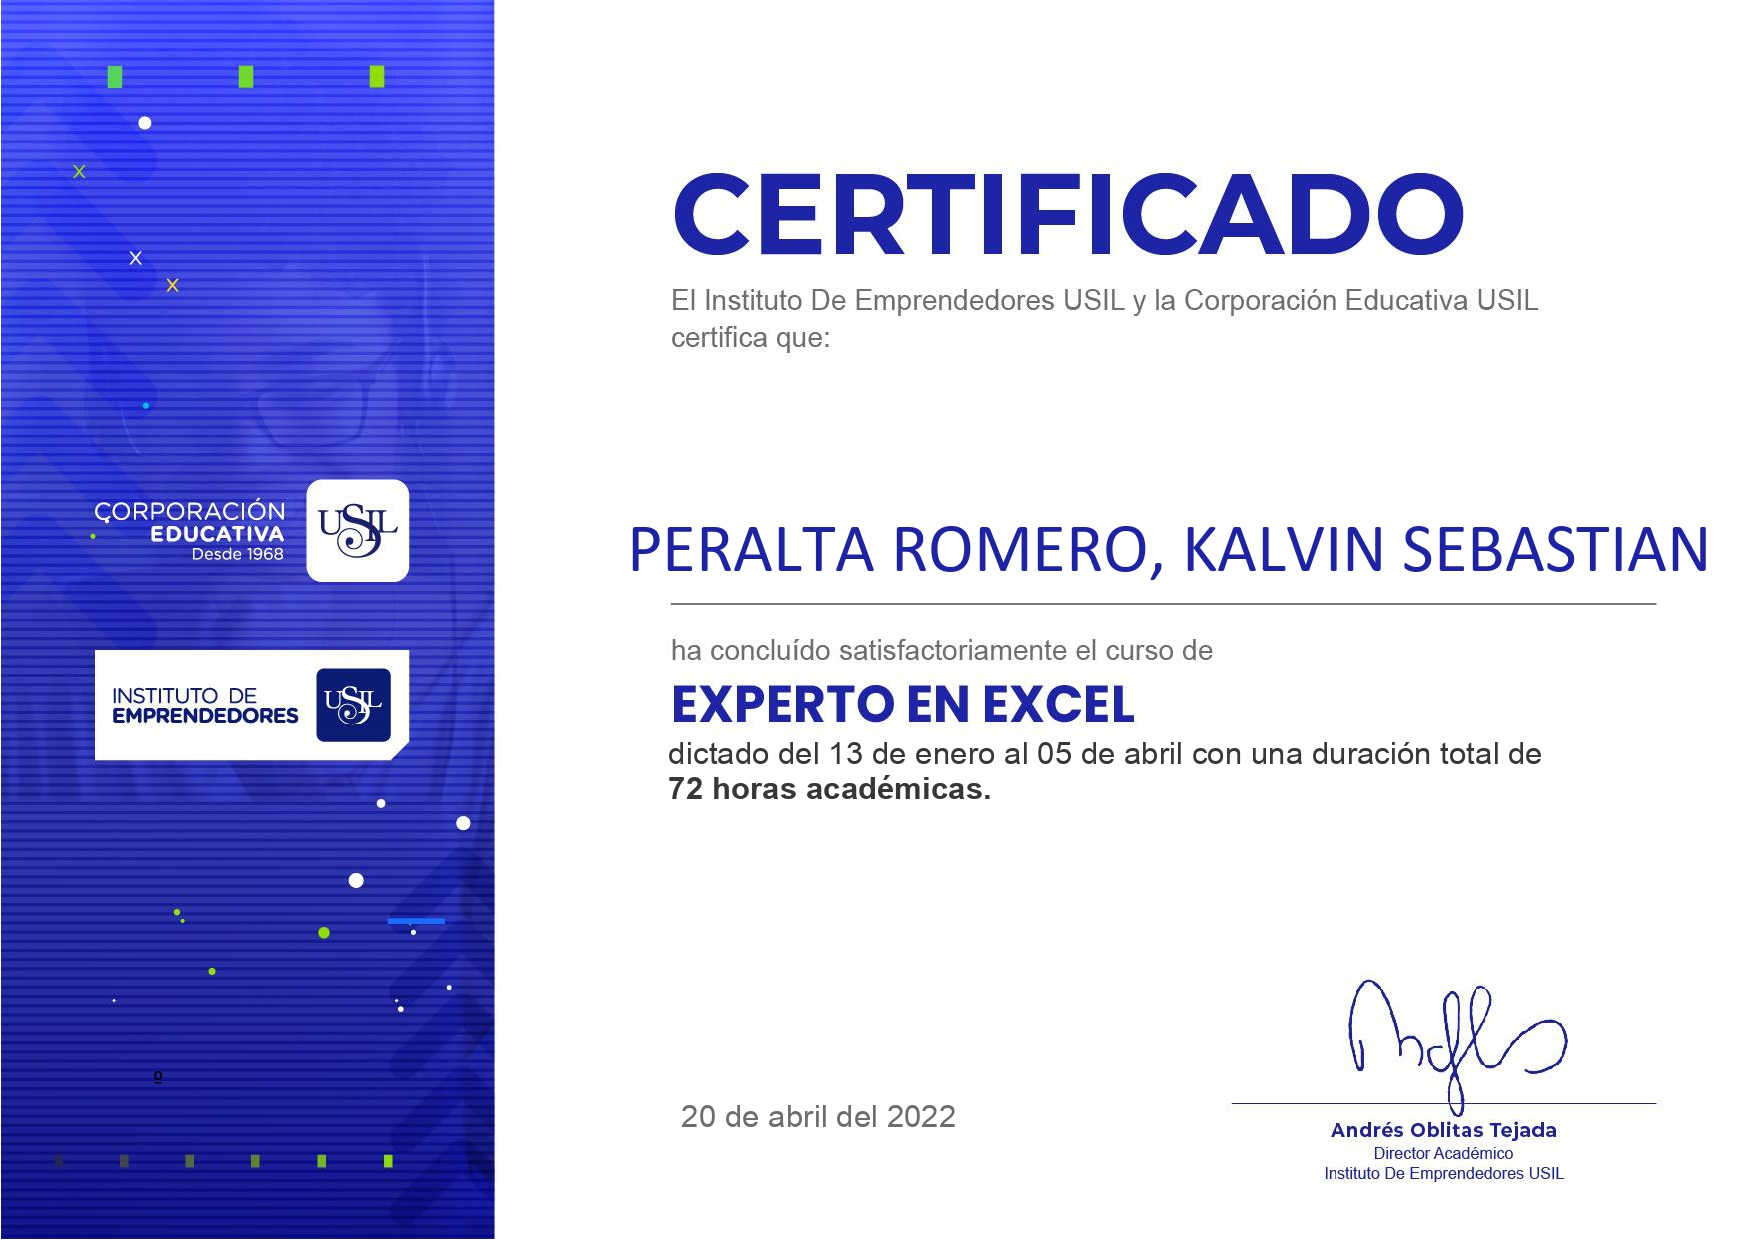 CERTIFICADO
El Instituto De Emprendedores USIL y la Corporación Educativa USIL
certifica que:
PERALTA ROMERO, KALVIN SEBASTIAN
ha concluído satisfactoriamente el curso de
EXPERTO EN EXCEL
dictado del 13 de enero al 05 de abril con una duración total de
72 horas académicas.
20 de abril del 2022
Andrés Oblitas Tejada
Director Académico
Instituto De Emprendedores USIL
CORPORACIÓN
EDUCATIVA
Desde 1968
USIL
INSTITUTO DE
EMPRENDEDORES
USIL
º